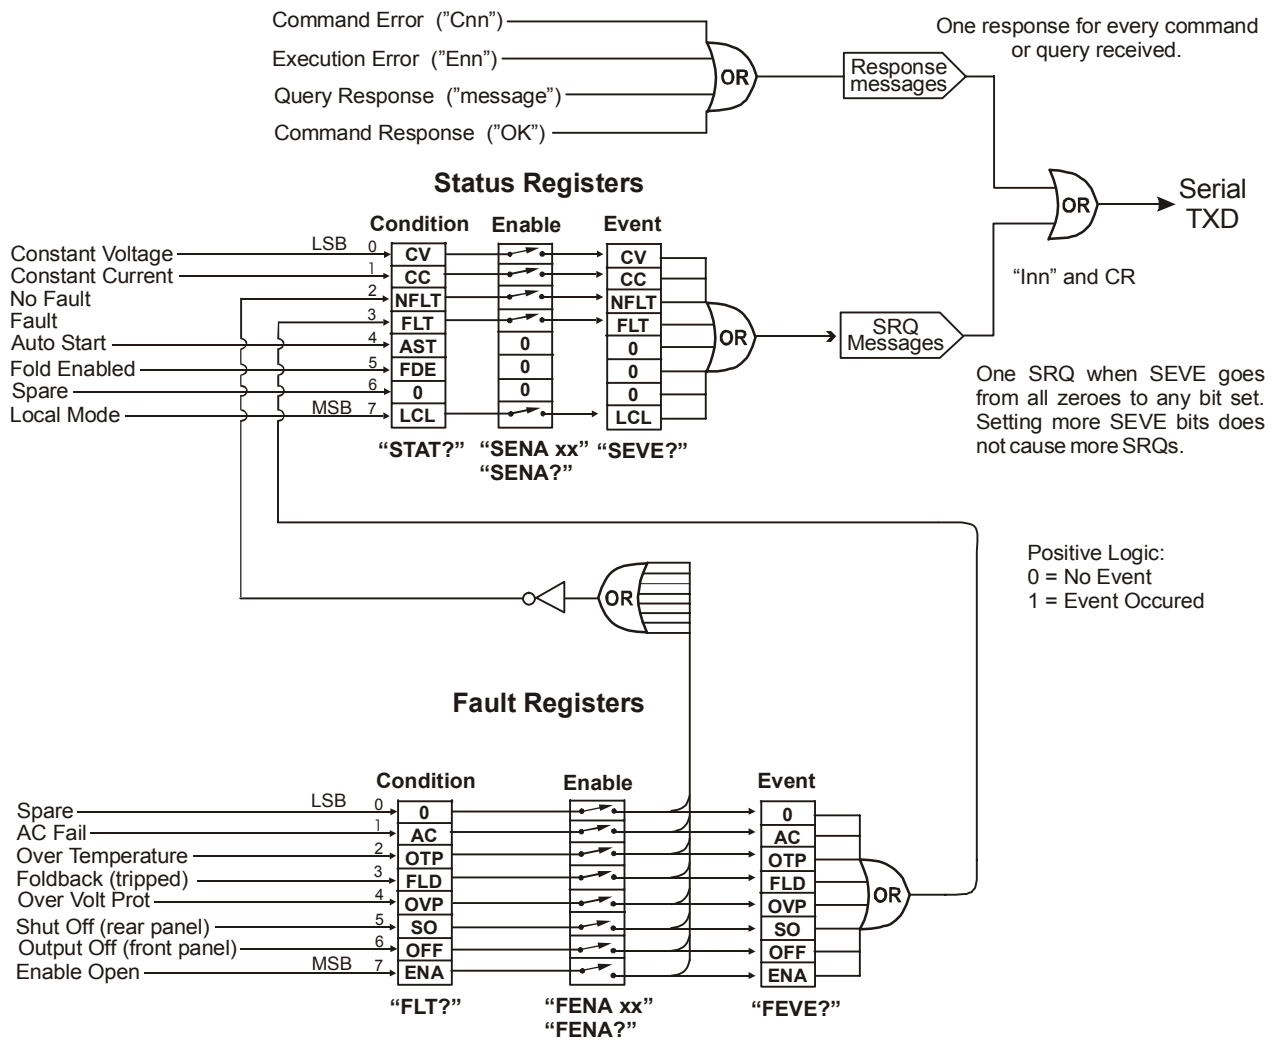 Command Error (”Cnn”)
Execution Error (”Enn”)
Query Response (”message”)
Command Response (”OK”)
OR
Response
messages
One response for every command
or query received.
OR
Serial
TXD
Status Registers
Condition
Enable
Event
Constant Voltage
LSB
0
CV
CV
Constant Current
1
CC
CC
No Fault
2
NFLT
NFLT
Fault
3
FLT
FLT
Auto Start
4
AST
0
0
Fold Enabled
5
FDE
0
0
Spare
6
0
0
0
Local Mode
MSB
7
LCL
LCL
OR
SRQ
Messages
“Inn” and CR
“STAT?”
“SENA xx”
“SENA?”
“SEVE?”
One SRQ when SEVE goes
from all zeroes to any bit set.
Setting more SEVE bits does
not cause more SRQs.
OR
Positive Logic:
0 = No Event
1 = Event Occured
Fault Registers
Condition
Enable
Event
Spare
LSB
0
0
0
AC Fail
1
AC
AC
Over Temperature
2
OTP
OTP
Foldback (tripped)
3
FLD
FLD
Over Volt Prot
4
OVP
OVP
Shut Off (rear panel)
5
SO
SO
Output Off (front panel)
6
OFF
OFF
Enable Open
MSB
7
ENA
ENA
OR
“FLT?”
“FENA xx”
“FENA?”
“FEVE?”